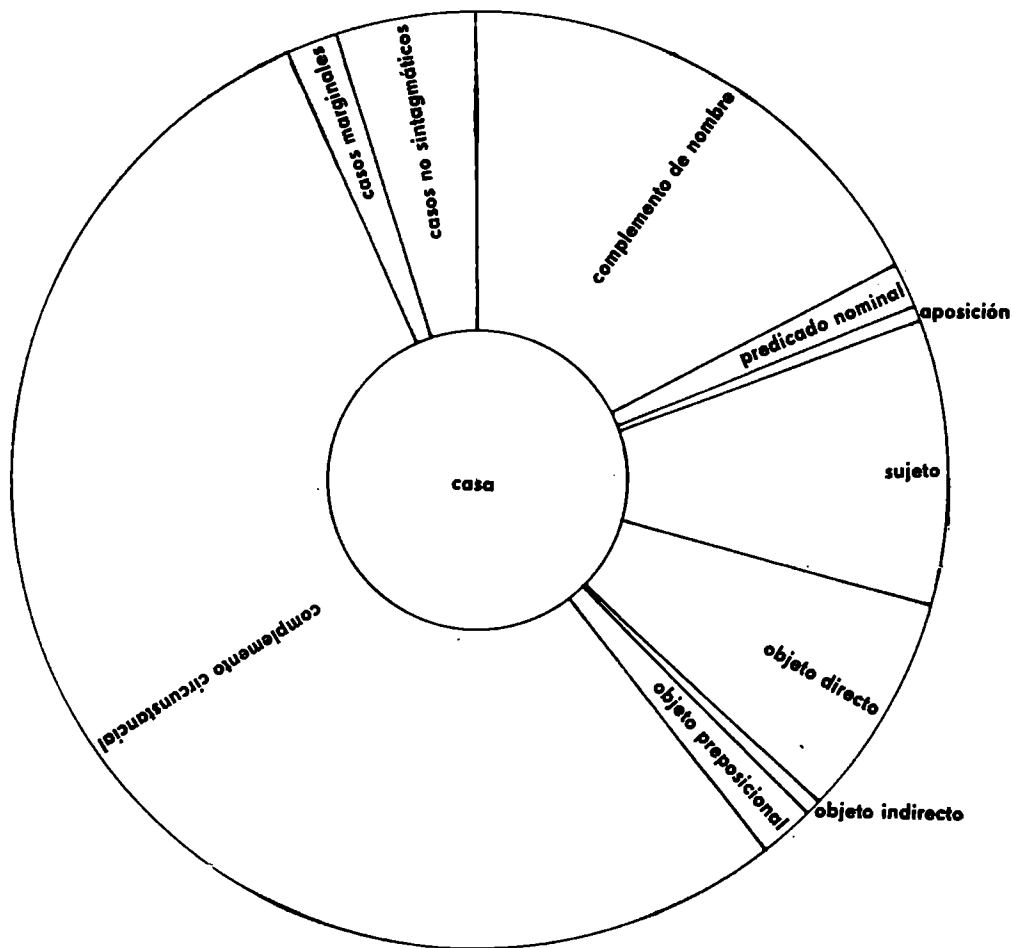 casos marginales
casos no sintagmáticos
complemento de nombre
predicado nominal
aposición
sujeto
casa
objeto directo
objeto indirecto
objeto preposicional
complemento circunstancial